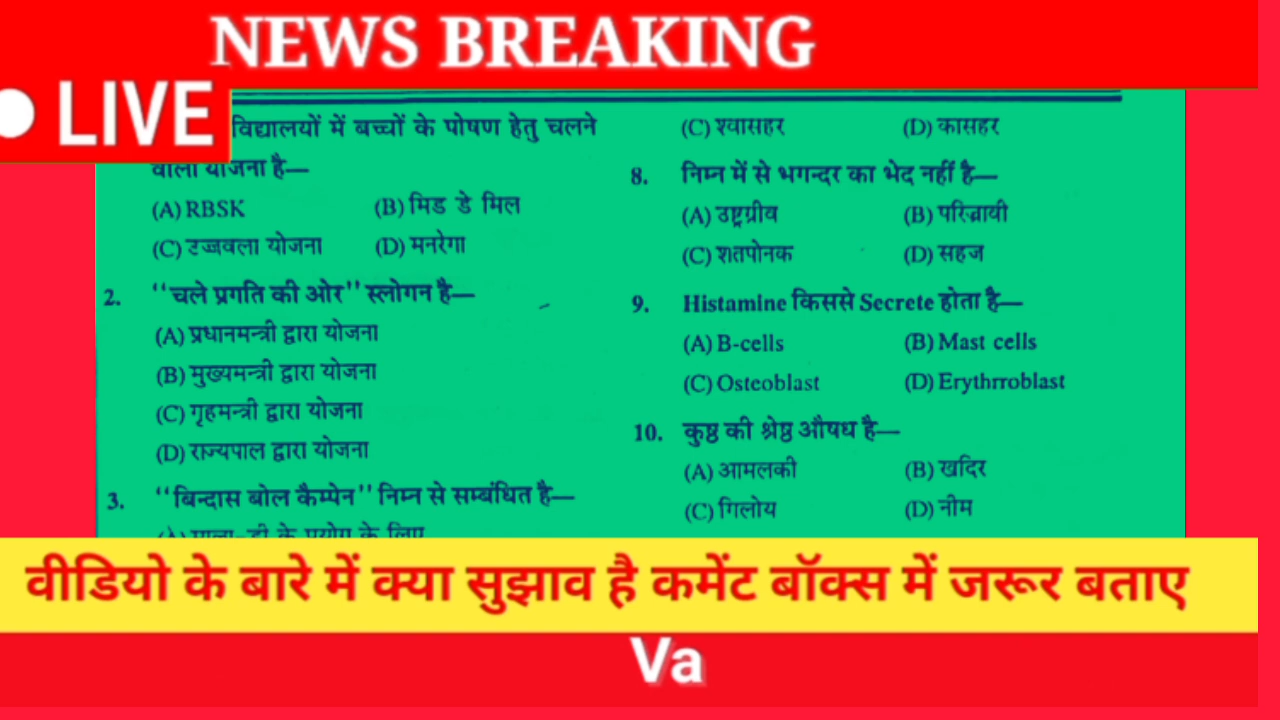 NEWS BREAKING
LIVE
विद्यालयों में बच्चों के पोषण हेतु चलने
वाली योजना है—
(A) RBSK (B) मिड डे मिल
(C) उज्जवला योजना (D) मनरेगा
2. ‘‘चले प्रगति की ओर’’ स्लोगन है—
(A) प्रधानमन्त्री द्वारा योजना
(B) मुख्यमन्त्री द्वारा योजना
(C) गृहमन्त्री द्वारा योजना
(D) राज्यपाल द्वारा योजना
3. ‘‘बिन्दास बोल कैम्पेन’’ निम्न से सम्बंधित है—
(A) माला-डी के प्रयोग के लिए
(C) श्वासहर (D) कासहर
8. निम्न में से भगन्दर का भेद नहीं है—
(A) उष्ट्रग्रीव (B) परिस्रावी
(C) शतपोनक (D) सहज
9. Histamine किससे Secrete होता है—
(A) B-cells (B) Mast cells
(C) Osteoblast (D) Erythrroblast
10. कुष्ठ की श्रेष्ठ औषध है—
(A) आमलकी (B) खदिर
(C) गिलोय (D) नीम
वीडियो के बारे में क्या सुझाव है कमेंट बॉक्स में जरूर बताए
Va